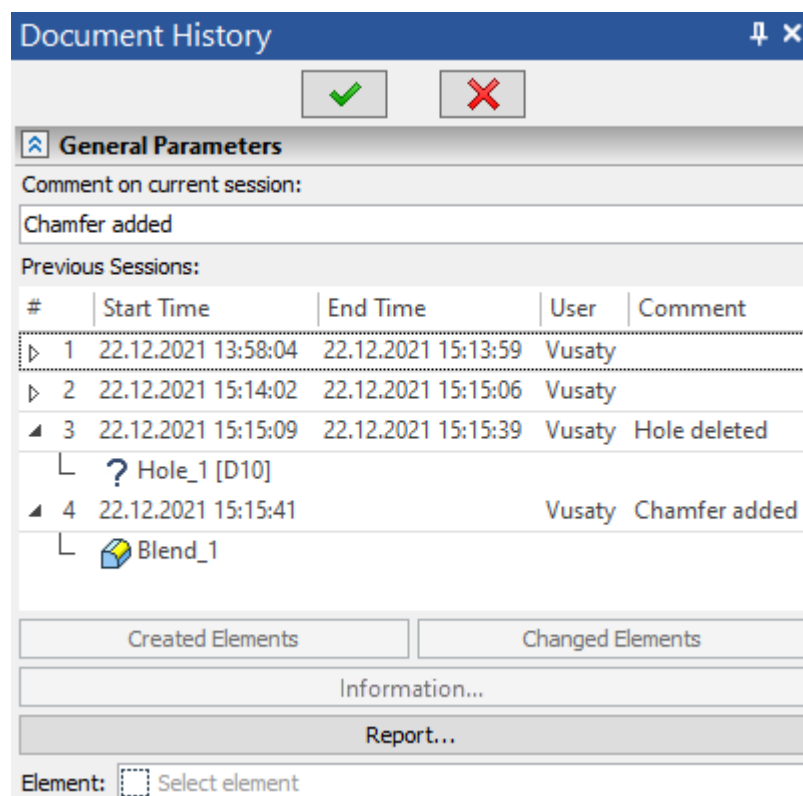 Document History
General Parameters
Comment on current session:
Chamfer added
Previous Sessions:
# Start Time End Time User Comment
1 22.12.2021 13:58:04 22.12.2021 15:13:59 Vusaty
2 22.12.2021 15:14:02 22.12.2021 15:15:06 Vusaty
3 22.12.2021 15:15:09 22.12.2021 15:15:39 Vusaty Hole deleted
? Hole_1 [D10]
4 22.12.2021 15:15:41 Vusaty Chamfer added
Blend_1
Created Elements Changed Elements
Information...
Report...
Element: Select element